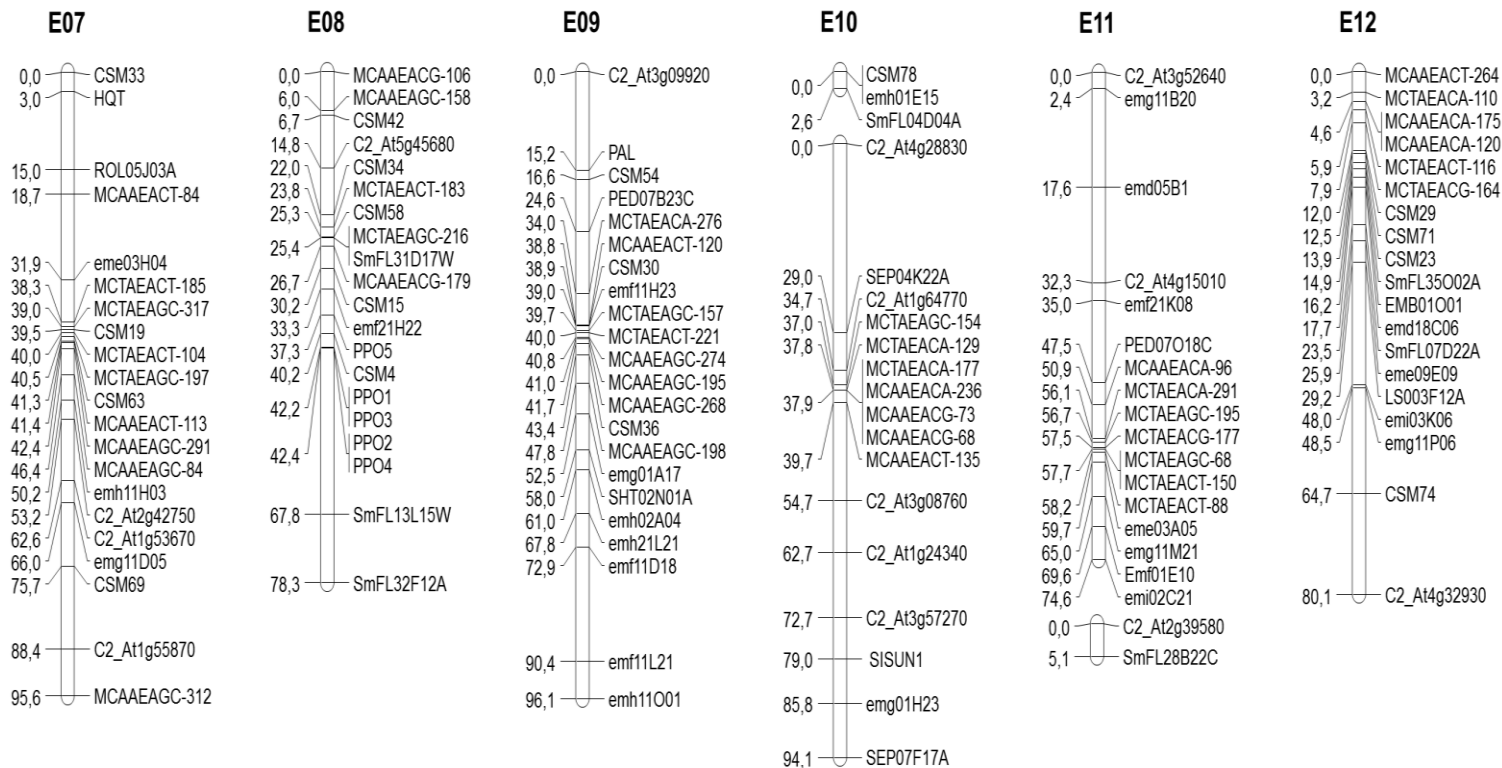 E07
0,0 CSM33
3,0 HQT
15,0 ROL05J03A
18,7 MCAAEACT-84
31,9 eme03H04
38,3 MCTAEACT-185
39,0 MCTAEAGC-317
39,5 CSM19
40,0 MCTAEACT-104
40,5 MCTAEAGC-197
41,3 CSM63
41,4 MCAAEACT-113
42,4 MCAAEAGC-291
46,4 MCAAEAGC-84
50,2 emh11H03
53,2 C2_At2g42750
62,6 C2_At1g53670
66,0 emg11D05
75,7 CSM69
88,4 C2_At1g55870
95,6 MCAAEAGC-312
E08
0,0 MCAAEACG-106
6,0 MCAAEAGC-158
6,7 CSM42
14,8 C2_At5g45680
22,0 CSM34
23,8 MCTAEACT-183
25,3 CSM58
25,4 MCTAEAGC-216
SmFL31D17W
26,7 MCAAEACG-179
30,2 CSM15
33,3 emf21H22
37,3 PPO5
40,2 CSM4
42,2 PPO1
PPO3
42,4 PPO2
PPO4
67,8 SmFL13L15W
78,3 SmFL32F12A
E09
0,0 C2_At3g09920
15,2 PAL
16,6 CSM54
24,6 PED07B23C
34,0 MCTAEACA-276
38,8 MCAAEACT-120
38,9 CSM30
39,0 emf11H23
39,7 MCTAEAGC-157
40,0 MCTAEACT-221
40,8 MCAAEAGC-274
41,0 MCAAEAGC-195
41,7 MCAAEAGC-268
43,4 CSM36
47,8 MCAAEAGC-198
52,5 emg01A17
58,0 SHT02N01A
61,0 emh02A04
67,8 emh21L21
72,9 emf11D18
90,4 emf11L21
96,1 emh11O01
E10
0,0 CSM78
emh01E15
2,6 SmFL04D04A
0,0 C2_At4g28830
29,0 SEP04K22A
34,7 C2_At1g64770
37,0 MCTAEAGC-154
37,8 MCTAEACA-129
37,9 MCTAEACA-177
MCAAEACA-236
MCAAEACG-73
MCAAEACG-68
39,7 MCAAEACT-135
54,7 C2_At3g08760
62,7 C2_At1g24340
72,7 C2_At3g57270
79,0 SlSUN1
85,8 emg01H23
94,1 SEP07F17A
E11
0,0 C2_At3g52640
2,4 emg11B20
17,6 emd05B1
32,3 C2_At4g15010
35,0 emf21K08
47,5 PED07O18C
50,9 MCAAEACA-96
56,1 MCTAEACA-291
56,7 MCTAEAGC-195
57,5 MCTAEACG-177
57,7 MCTAEAGC-68
MCTAEACT-150
58,2 MCTAEACT-88
59,7 eme03A05
65,0 emg11M21
69,6 Emf01E10
74,6 emi02C21
0,0 C2_At2g39580
5,1 SmFL28B22C
E12
0,0 MCAAEACT-264
3,2 MCTAEACA-110
4,6 MCAAEACA-175
MCAAEACA-120
5,9 MCTAEACT-116
7,9 MCTAEACG-164
12,0 CSM29
12,5 CSM71
13,9 CSM23
14,9 SmFL35O02A
16,2 EMB01O01
17,7 emd18C06
23,5 SmFL07D22A
25,9 eme09E09
29,2 LS003F12A
48,0 emi03K06
48,5 emg11P06
64,7 CSM74
80,1 C2_At4g32930